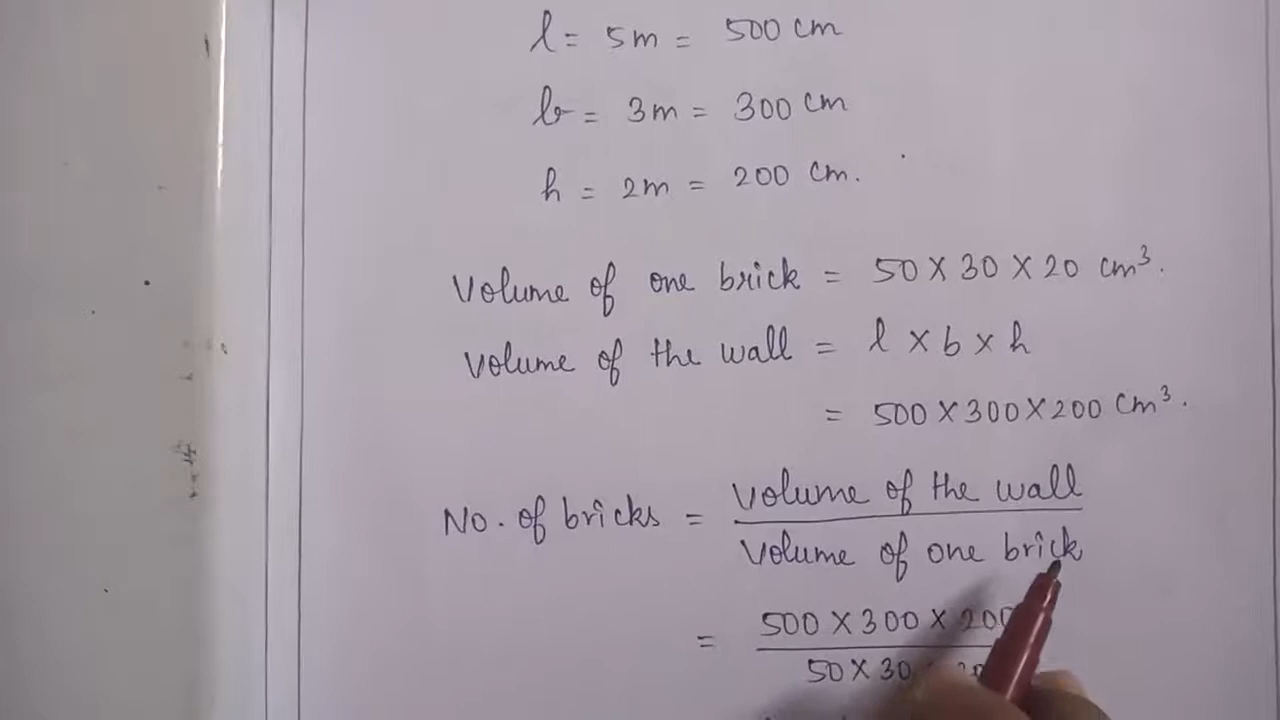 l = 5m = 500 cm
b = 3m = 300 cm
h = 2m = 200 cm.
Volume of one brick = 50 X 30 X 20 cm³.
Volume of the wall = l X b X h
= 500 X 300 X 200 cm³.
No. of bricks = Volume of the wall
Volume of one brick
= 500 X 300 X 200
50 X 30